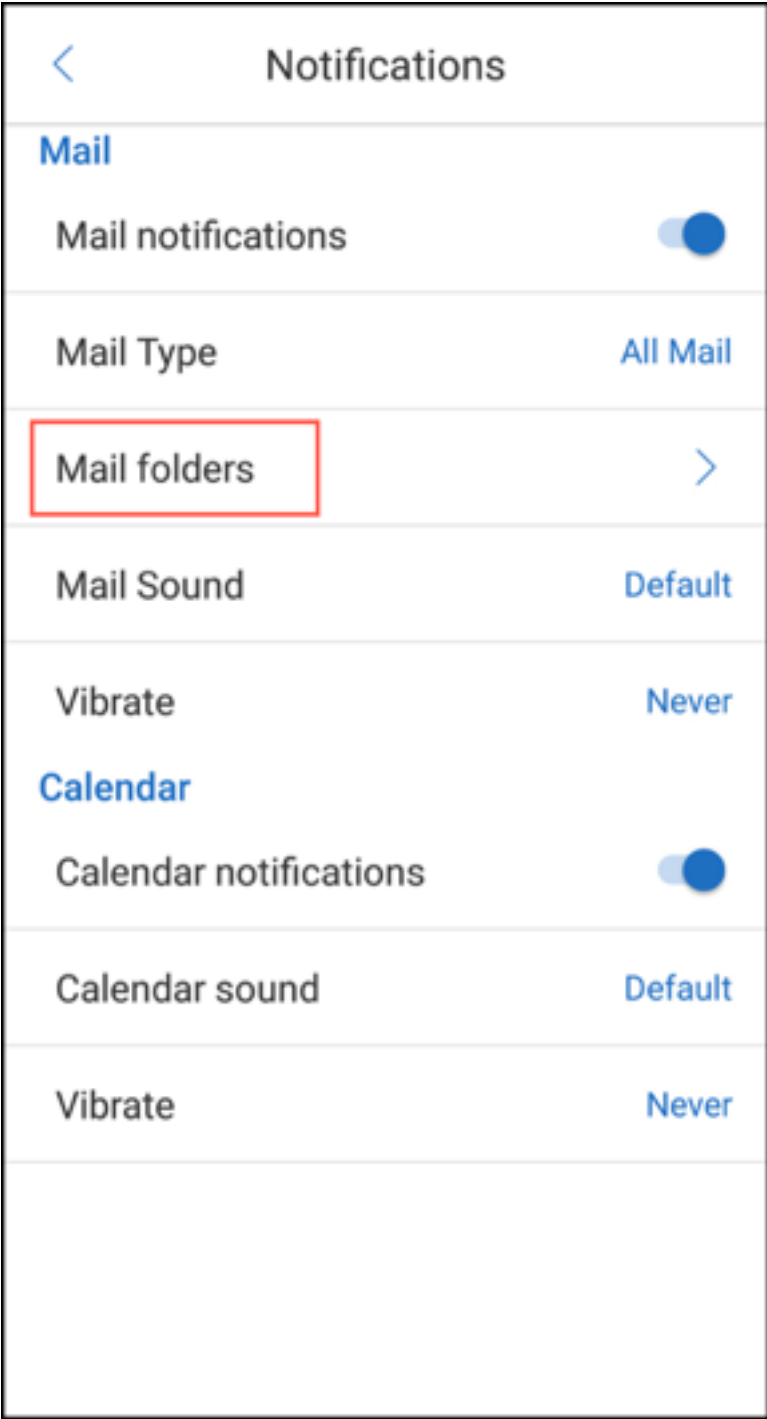 Notifications
Mail
Mail notifications
Mail Type All Mail
Mail folders
Mail Sound Default
Vibrate Never
Calendar
Calendar notifications
Calendar sound Default
Vibrate Never